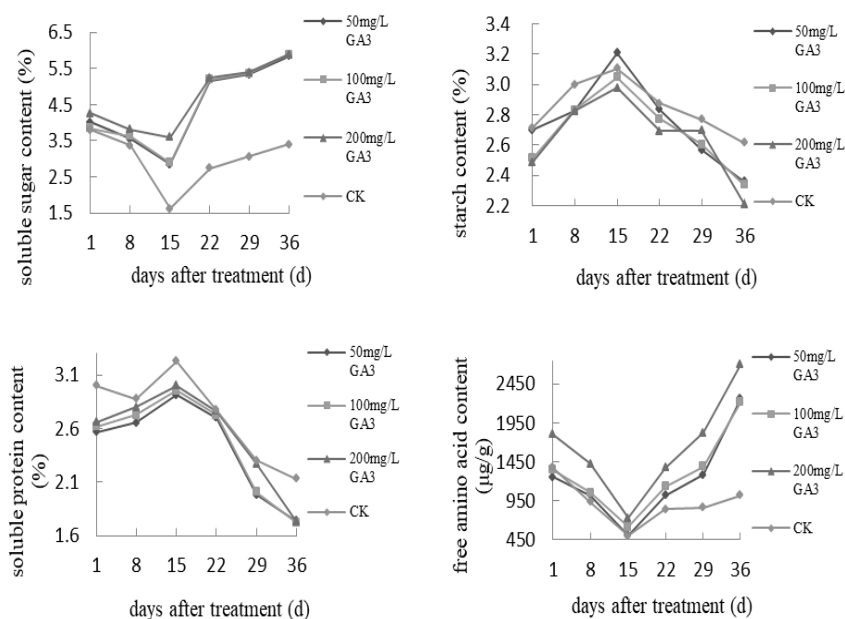 soluble sugar content (%)
6.5
5.5
4.5
3.5
2.5
1.5
1 8 15 22 29 36
days after treatment (d)
50mg/L
GA3
100mg/L
GA3
200mg/L
GA3
CK
starch content (%)
3.4
3.2
3.0
2.8
2.6
2.4
2.2
1 8 15 22 29 36
days after treatment (d)
50mg/L
GA3
100mg/L
GA3
200mg/L
GA3
CK
soluble protein content
(%)
3.1
2.6
2.1
1.6
1 8 15 22 29 36
days after treatment (d)
50mg/L
GA3
100mg/L
GA3
200mg/L
GA3
CK
free amino acid content
(μg/g)
2450
1950
1450
950
450
1 8 15 22 29 36
days after treatment (d)
50mg/L
GA3
100mg/L
GA3
200mg/L
GA3
CK